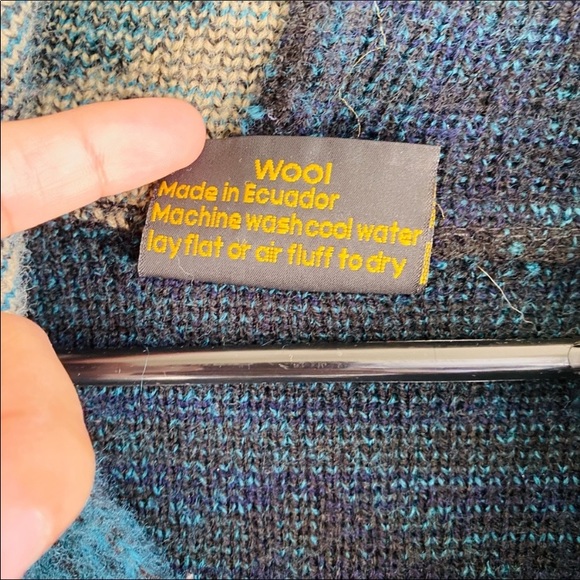 Wool
Made in Ecuador
Machine wash cool water
lay flat or air fluff to dry